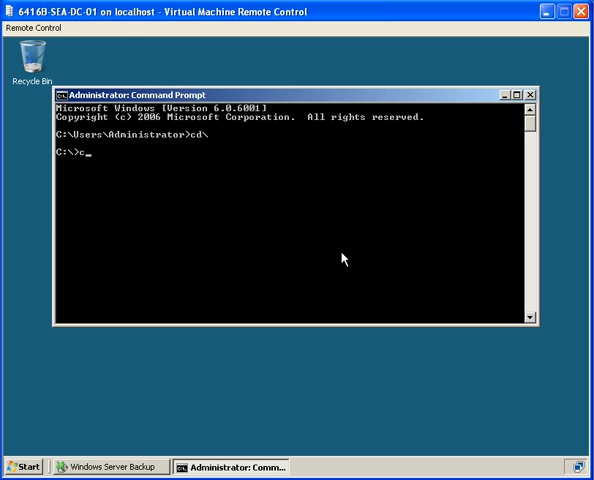 6416B-SEA-DC-01 on localhost - Virtual Machine Remote Control
Remote Control
Recycle Bin
Administrator: Command Prompt
Microsoft Windows [Version 6.0.6001]
Copyright (c) 2006 Microsoft Corporation.  All rights reserved.
C:\Users\Administrator>cd\
C:\>c_
Start
Windows Server Backup
Administrator: Comm...